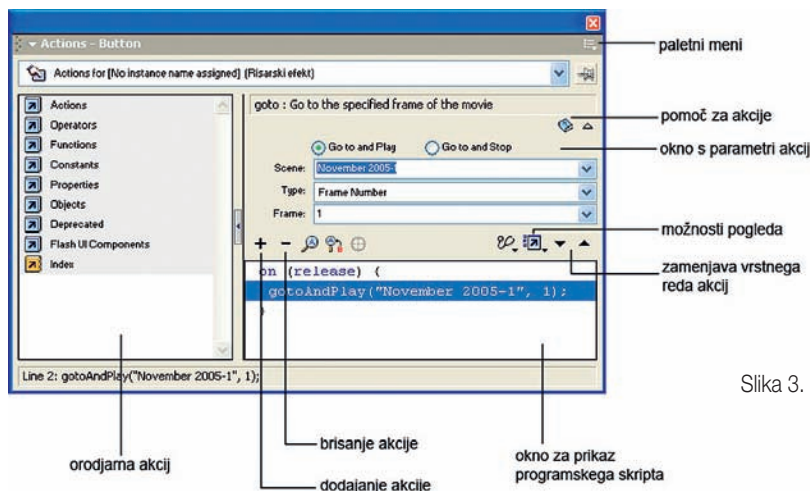 Actions - Button
paletni meni
Actions for [No instance name assigned] (Risarski efekt)
Actions
Operators
Functions
Constants
Properties
Objects
Deprecated
Flash UI Components
Index
goto : Go to the specified frame of the movie
pomoč za akcije
Go to and Play
Go to and Stop
okno s parametri akcij
Scene:
November 2005-1
Type:
Frame Number
Frame:
1
možnosti pogleda
zamenjava vrstnega
reda akcij
on (release) {
gotoAndPlay("November 2005-1", 1);
}
Line 2: gotoAndPlay("November 2005-1", 1);
Slika 3.
orodjarna akcij
brisanje akcije
dodajanje akcije
okno za prikaz
programskega skripta